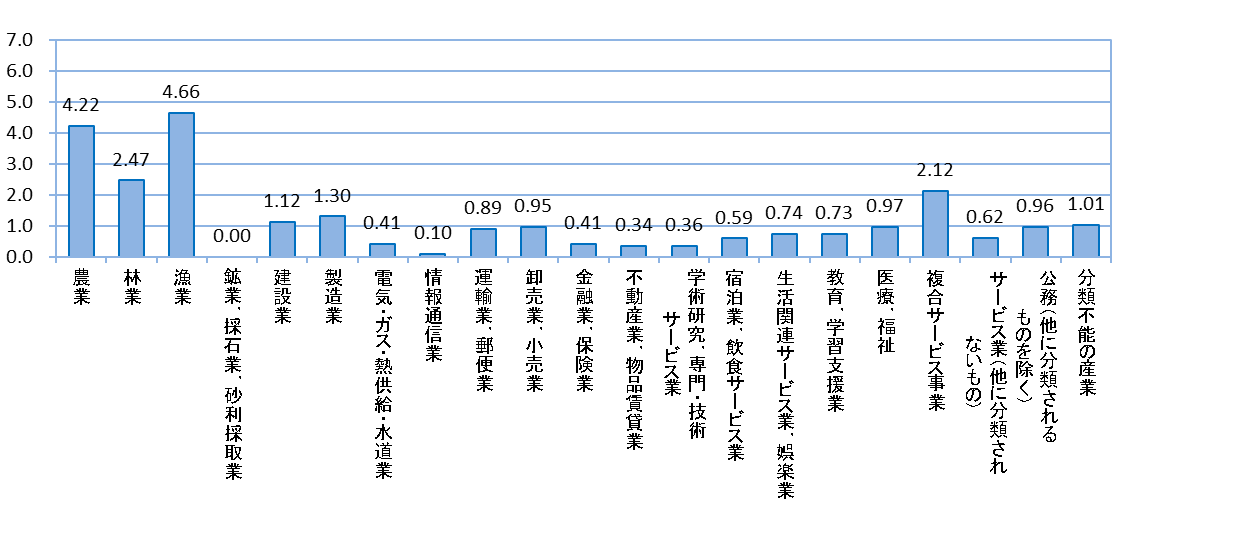 7.0
6.0
5.0
4.0
3.0
2.0
1.0
0.0
4.22
2.47
4.66
0.00
1.12
1.30
0.41
0.10
0.89
0.95
0.41
0.34
0.36
0.59
0.74
0.73
0.97
2.12
0.62
0.96
1.01
農業
林業
漁業
鉱業、採石業、砂利採取業
建設業
製造業
電気・ガス・熱供給・水道業
情報通信業
運輸業、郵便業
卸売業、小売業
金融業、保険業
不動産業、物品賃貸業
学術研究、専門・技術
サービス業
宿泊業、飲食サービス業
生活関連サービス業、娯楽業
教育、学習支援業
医療、福祉
複合サービス事業
サービス業（他に分類され
ないもの）
公務（他に分類される
ものを除く）
分類不能の産業